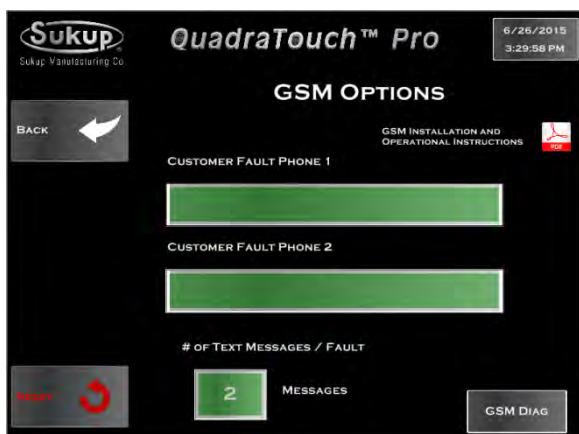 Sukup
Sukup Manufacturing Co
QuadraTouch™ Pro
6/26/2015
3:29:58 PM
GSM OPTIONS
BACK
GSM INSTALLATION AND
OPERATIONAL INSTRUCTIONS
PDF
CUSTOMER FAULT PHONE 1
CUSTOMER FAULT PHONE 2
# OF TEXT MESSAGES / FAULT
RESET
2
MESSAGES
GSM DIAG